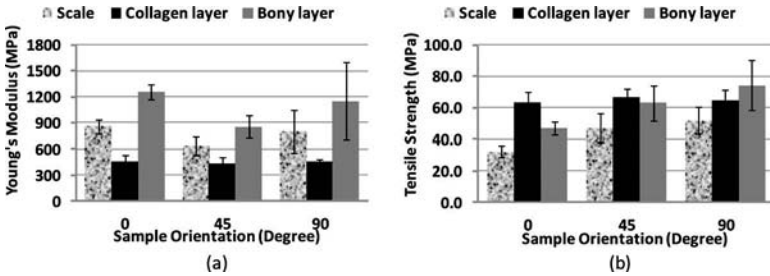 Scale Collagen layer Bony layer
Young's Modulus (MPa)
1800
1500
1200
900
600
300
0
0 45 90
Sample Orientation (Degree)
(a)
Scale Collagen layer Bony layer
Tensile Strength (MPa)
100.0
80.0
60.0
40.0
20.0
0.0
0 45 90
Sample Orientation (Degree)
(b)